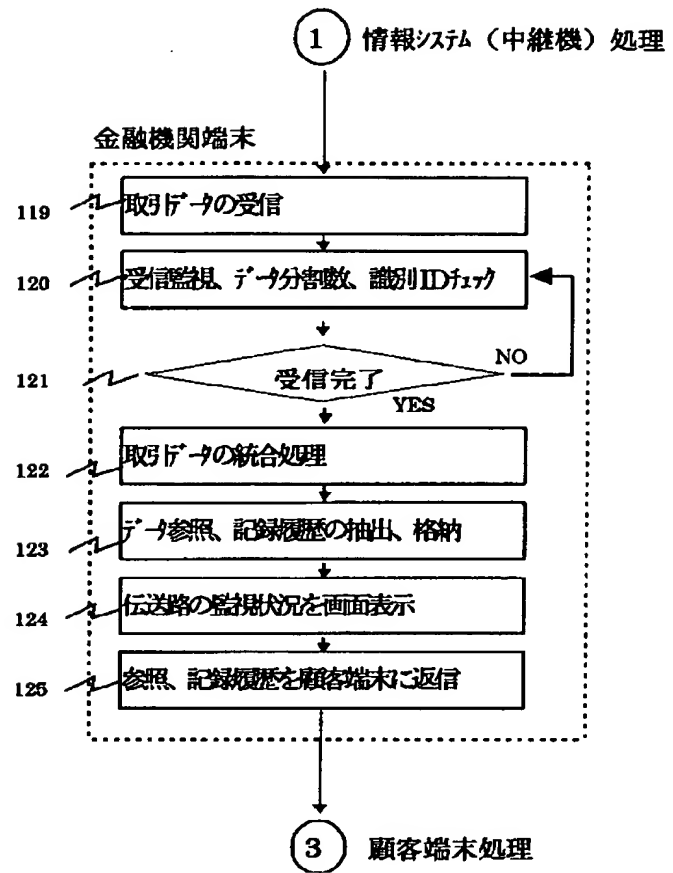 1 情報システム（中継機）処理
金融機関端末
119 取引データの受信
120 受信監視、データ分割数、識別IDチェック
121 受信完了
NO
YES
122 取引データの統合処理
123 データ参照、記録履歴の抽出、格納
124 伝送路の監視状況を画面表示
125 参照、記録履歴を顧客端末に返信
3 顧客端末処理